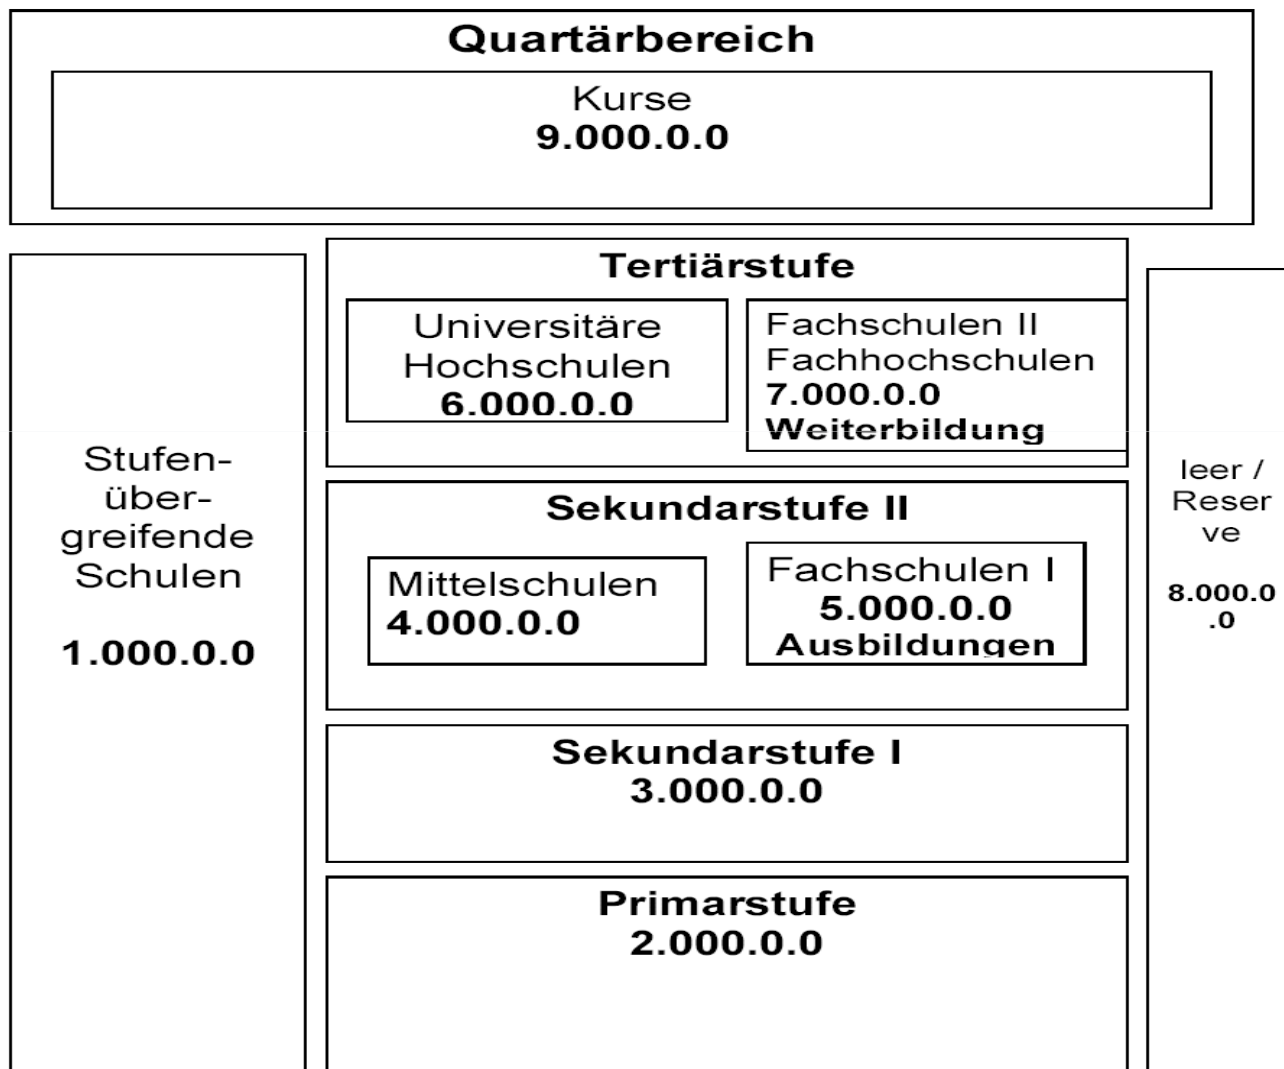 Quartärbereich
Kurse
9.000.0.0
Tertiärstufe
Universitäre
Hochschulen
6.000.0.0
Fachschulen II
Fachhochschulen
7.000.0.0
Weiterbildung
Stufen-
über-
greifende
Schulen
1.000.0.0
Sekundarstufe II
Mittelschulen
4.000.0.0
Fachschulen I
5.000.0.0
Ausbildungen
leer /
Reser
ve
8.000.0
.0
Sekundarstufe I
3.000.0.0
Primarstufe
2.000.0.0